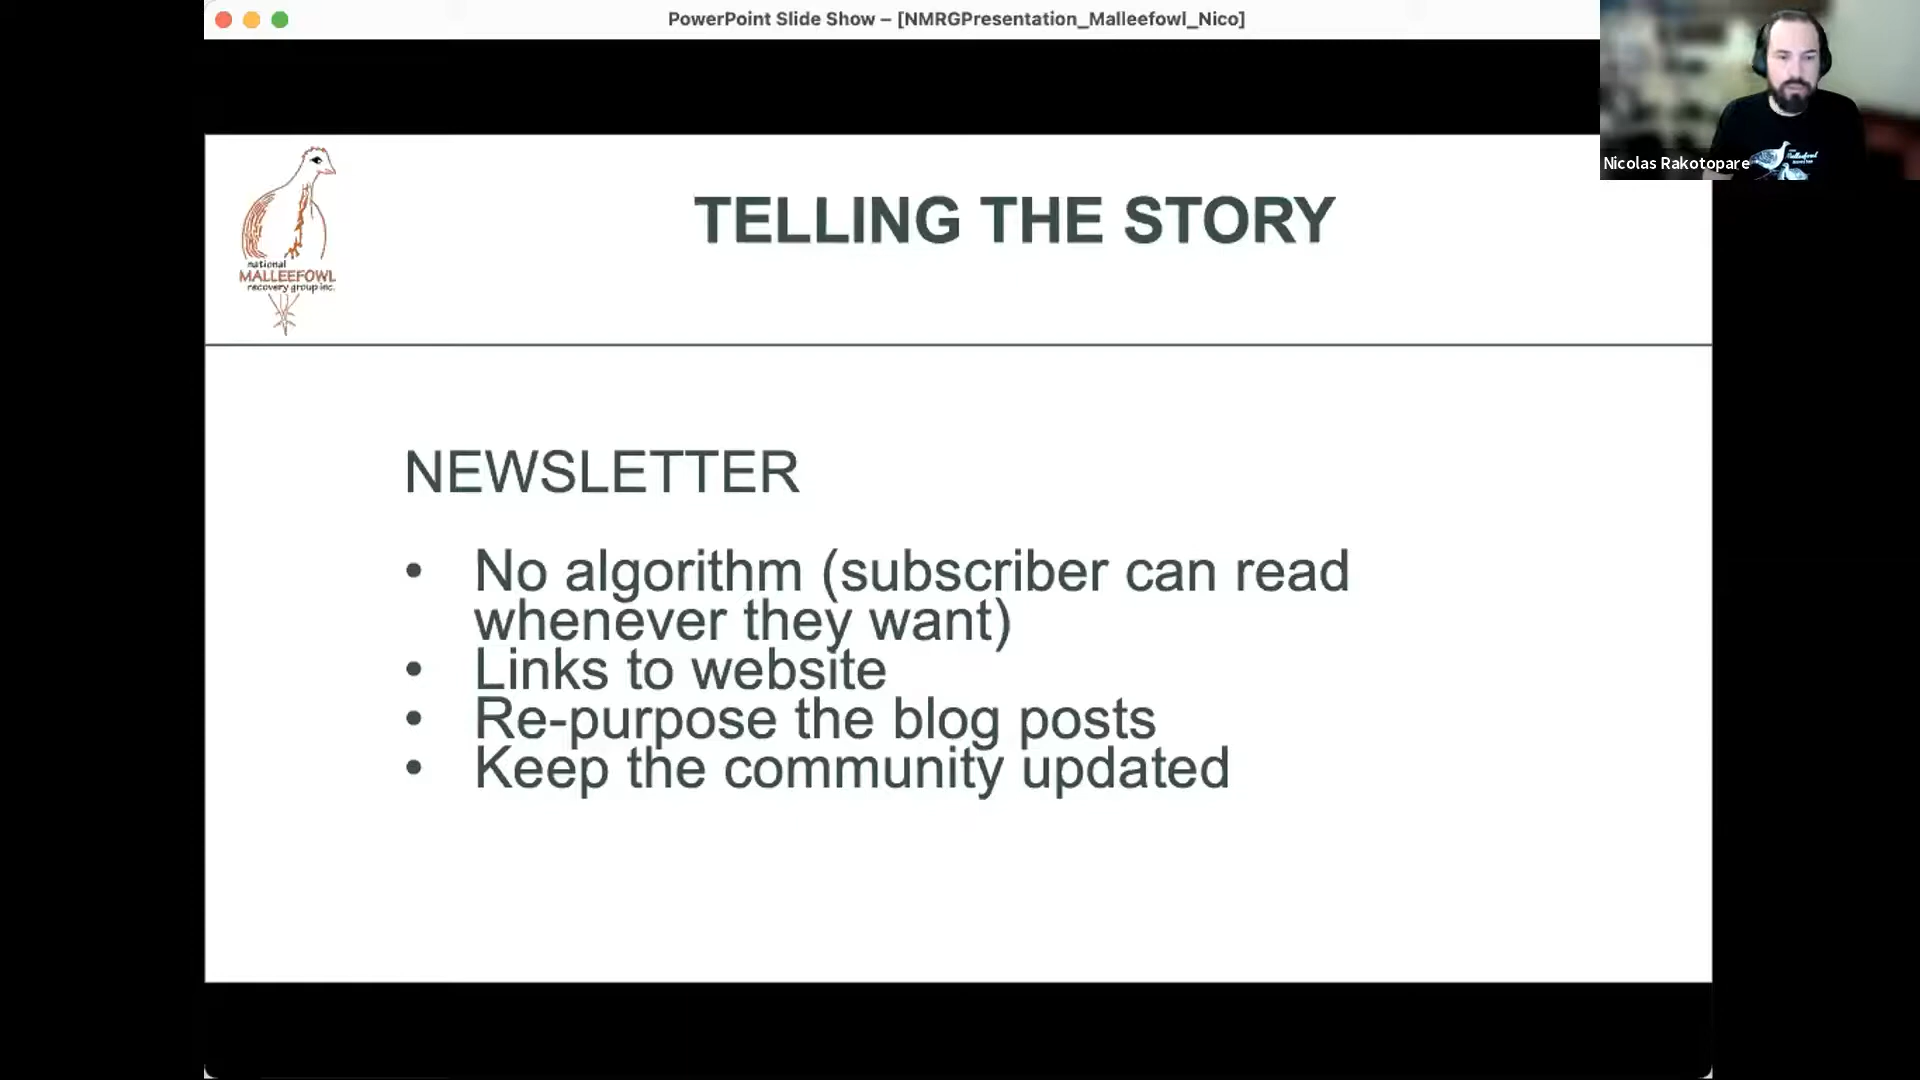 PowerPoint Slide Show – [NMRGPresentation_Malleefowl_Nico]
Nicolas Rakotopare
national
MALLEEFOWL
recovery group inc.
TELLING THE STORY
NEWSLETTER
• No algorithm (subscriber can read
whenever they want)
• Links to website
• Re-purpose the blog posts
• Keep the community updated